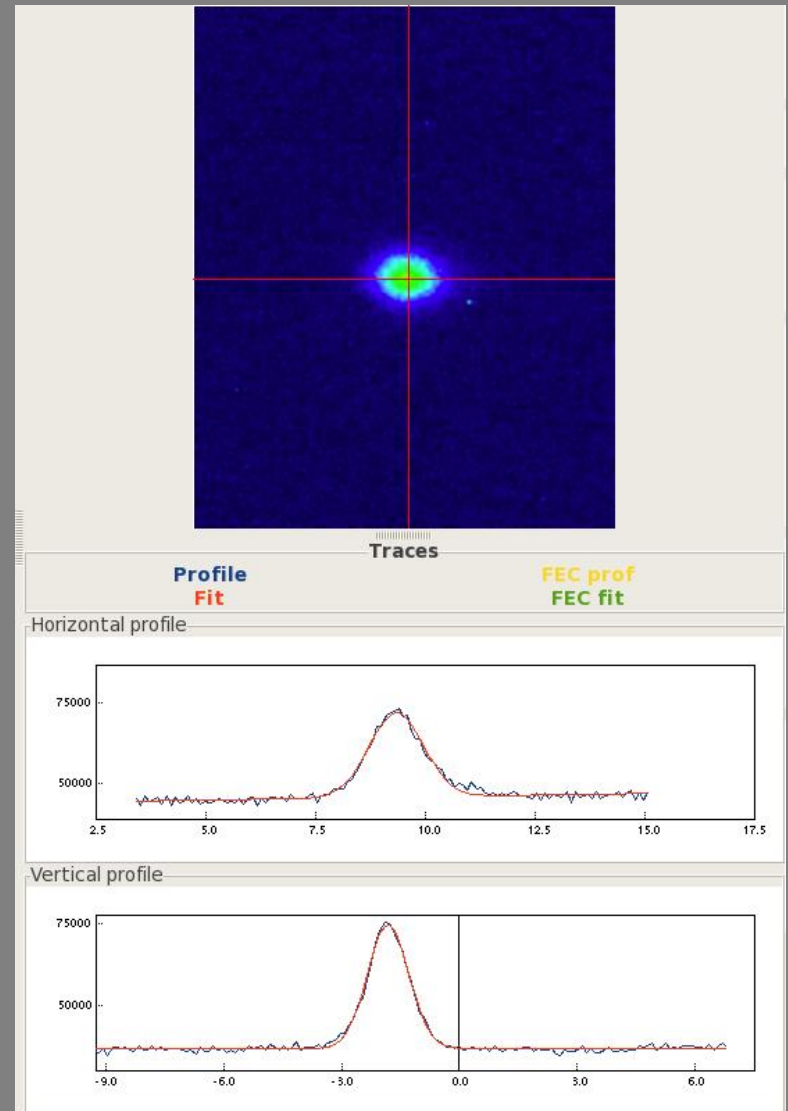 Traces
Profile FEC prof
Fit FEC fit
Horizontal profile
75000
50000
2.5 5.0 7.5 10.0 12.5 15.0 17.5
Vertical profile
75000
50000
-9.0 -6.0 -3.0 0.0 3.0 6.0